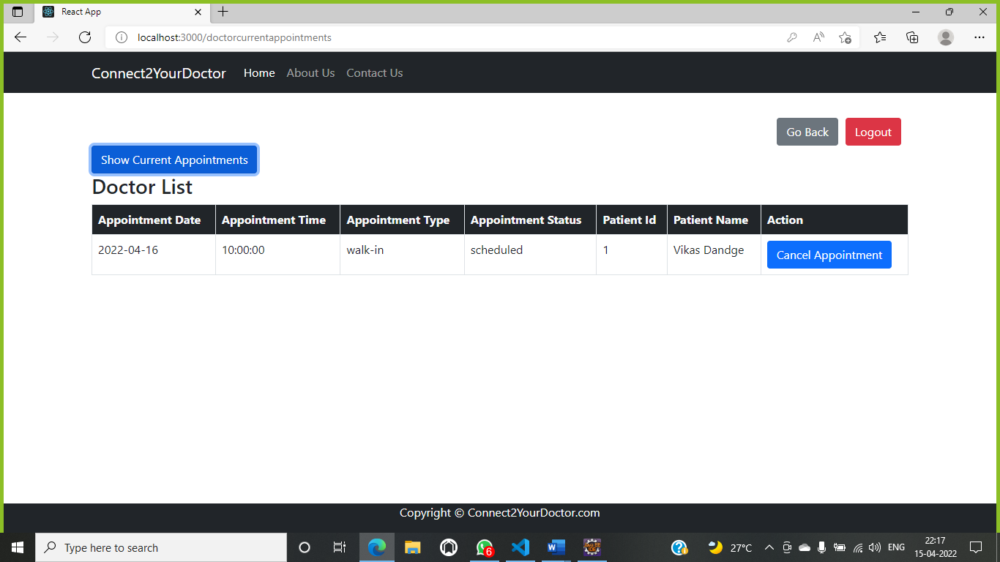 React App
localhost:3000/doctorcurrentappointments
Connect2YourDoctor Home About Us Contact Us
Go Back Logout
Show Current Appointments
Doctor List
Appointment Date Appointment Time Appointment Type Appointment Status Patient Id Patient Name Action
2022-04-16 10:00:00 walk-in scheduled 1 Vikas Dandge Cancel Appointment
Copyright © Connect2YourDoctor.com
Type here to search 6 27°C ENG 22:17
15-04-2022